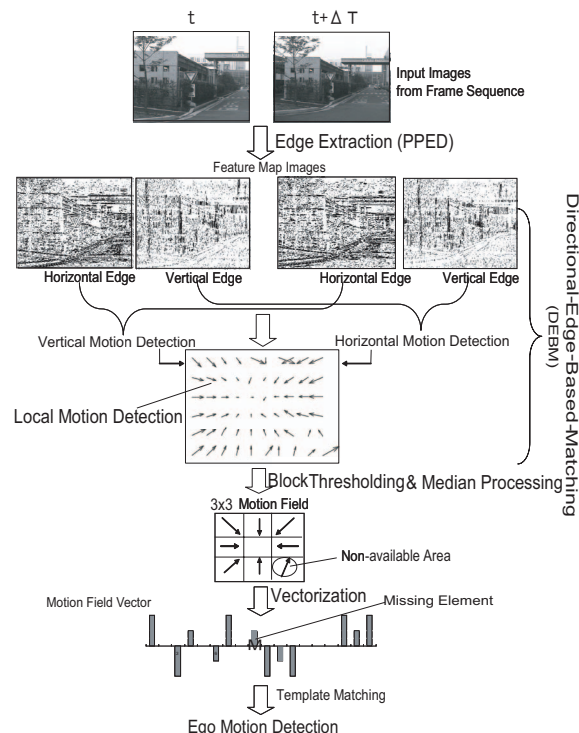 t
t+ Δ T
Input Images
from Frame Sequence
Edge Extraction (PPED)
Feature Map Images
Horizontal Edge
Vertical Edge
Horizontal Edge
Vertical Edge
Directional-Edge-Based-Matching
(DEBM)
Vertical Motion Detection
Horizontal Motion Detection
Local Motion Detection
Block Thresholding & Median Processing
3x3 Motion Field
Non-available Area
Vectorization
Motion Field Vector
Missing Element
M
Template Matching
Ego Motion Detection